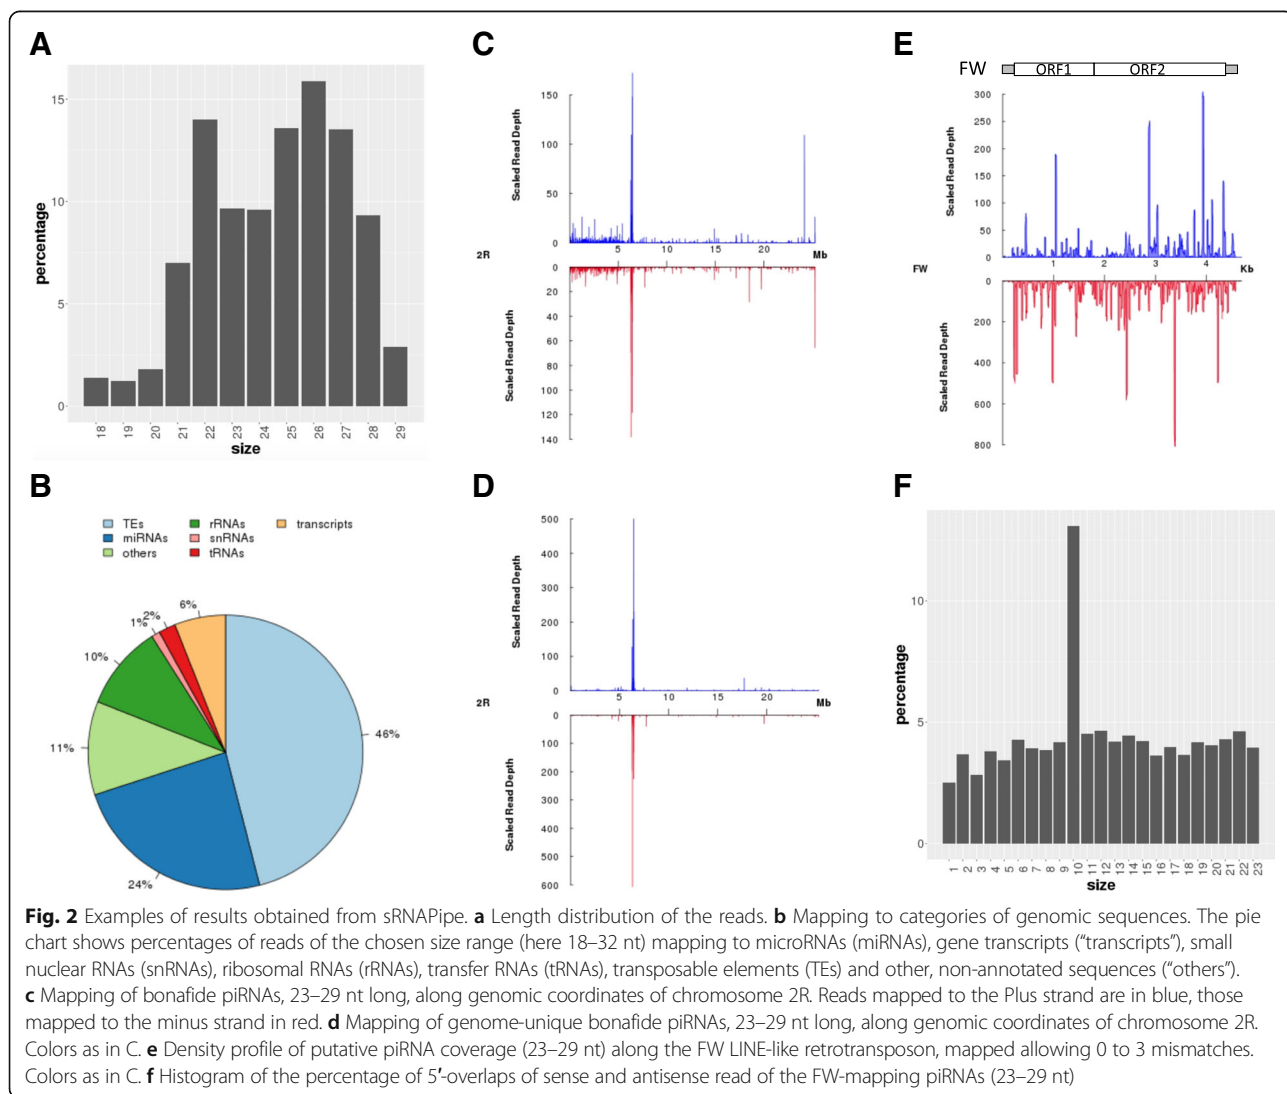 A
15
10
5
0
percentage
18 19 20 21 22 23 24 25 26 27 28 29
size
B
TEs
miRNAs
others
rRNAs
snRNAs
tRNAs
transcripts
46%
24%
11%
10%
1%
2%
6%
C
150
100
50
0
Scaled Read Depth
5 10 15 20
2R
Mb
0
20
40
60
80
100
120
140
Scaled Read Depth
D
500
400
300
200
100
0
Scaled Read Depth
5 10 15 20
2R
Mb
0
100
200
300
400
500
600
Scaled Read Depth
E
FW ORF1 ORF2
300
250
200
150
100
50
0
Scaled Read Depth
1 2 3 4
FW
Kb
0
200
400
600
800
Scaled Read Depth
F
10
5
0
percentage
1 2 3 4 5 6 7 8 9 10 11 12 13 14 15 16 17 18 19 20 21 22 23
size
Fig. 2 Examples of results obtained from sRNAPipe. a Length distribution of the reads. b Mapping to categories of genomic sequences. The pie
chart shows percentages of reads of the chosen size range (here 18–32 nt) mapping to microRNAs (miRNAs), gene transcripts (“transcripts”), small
nuclear RNAs (snRNAs), ribosomal RNAs (rRNAs), transfer RNAs (tRNAs), transposable elements (TEs) and other, non-annotated sequences (“others”).
c Mapping of bonafide piRNAs, 23–29 nt long, along genomic coordinates of chromosome 2R. Reads mapped to the Plus strand are in blue, those
mapped to the minus strand in red. d Mapping of genome-unique bonafide piRNAs, 23–29 nt long, along genomic coordinates of chromosome 2R.
Colors as in C. e Density profile of putative piRNA coverage (23–29 nt) along the FW LINE-like retrotransposon, mapped allowing 0 to 3 mismatches.
Colors as in C. f Histogram of the percentage of 5′-overlaps of sense and antisense read of the FW-mapping piRNAs (23–29 nt)